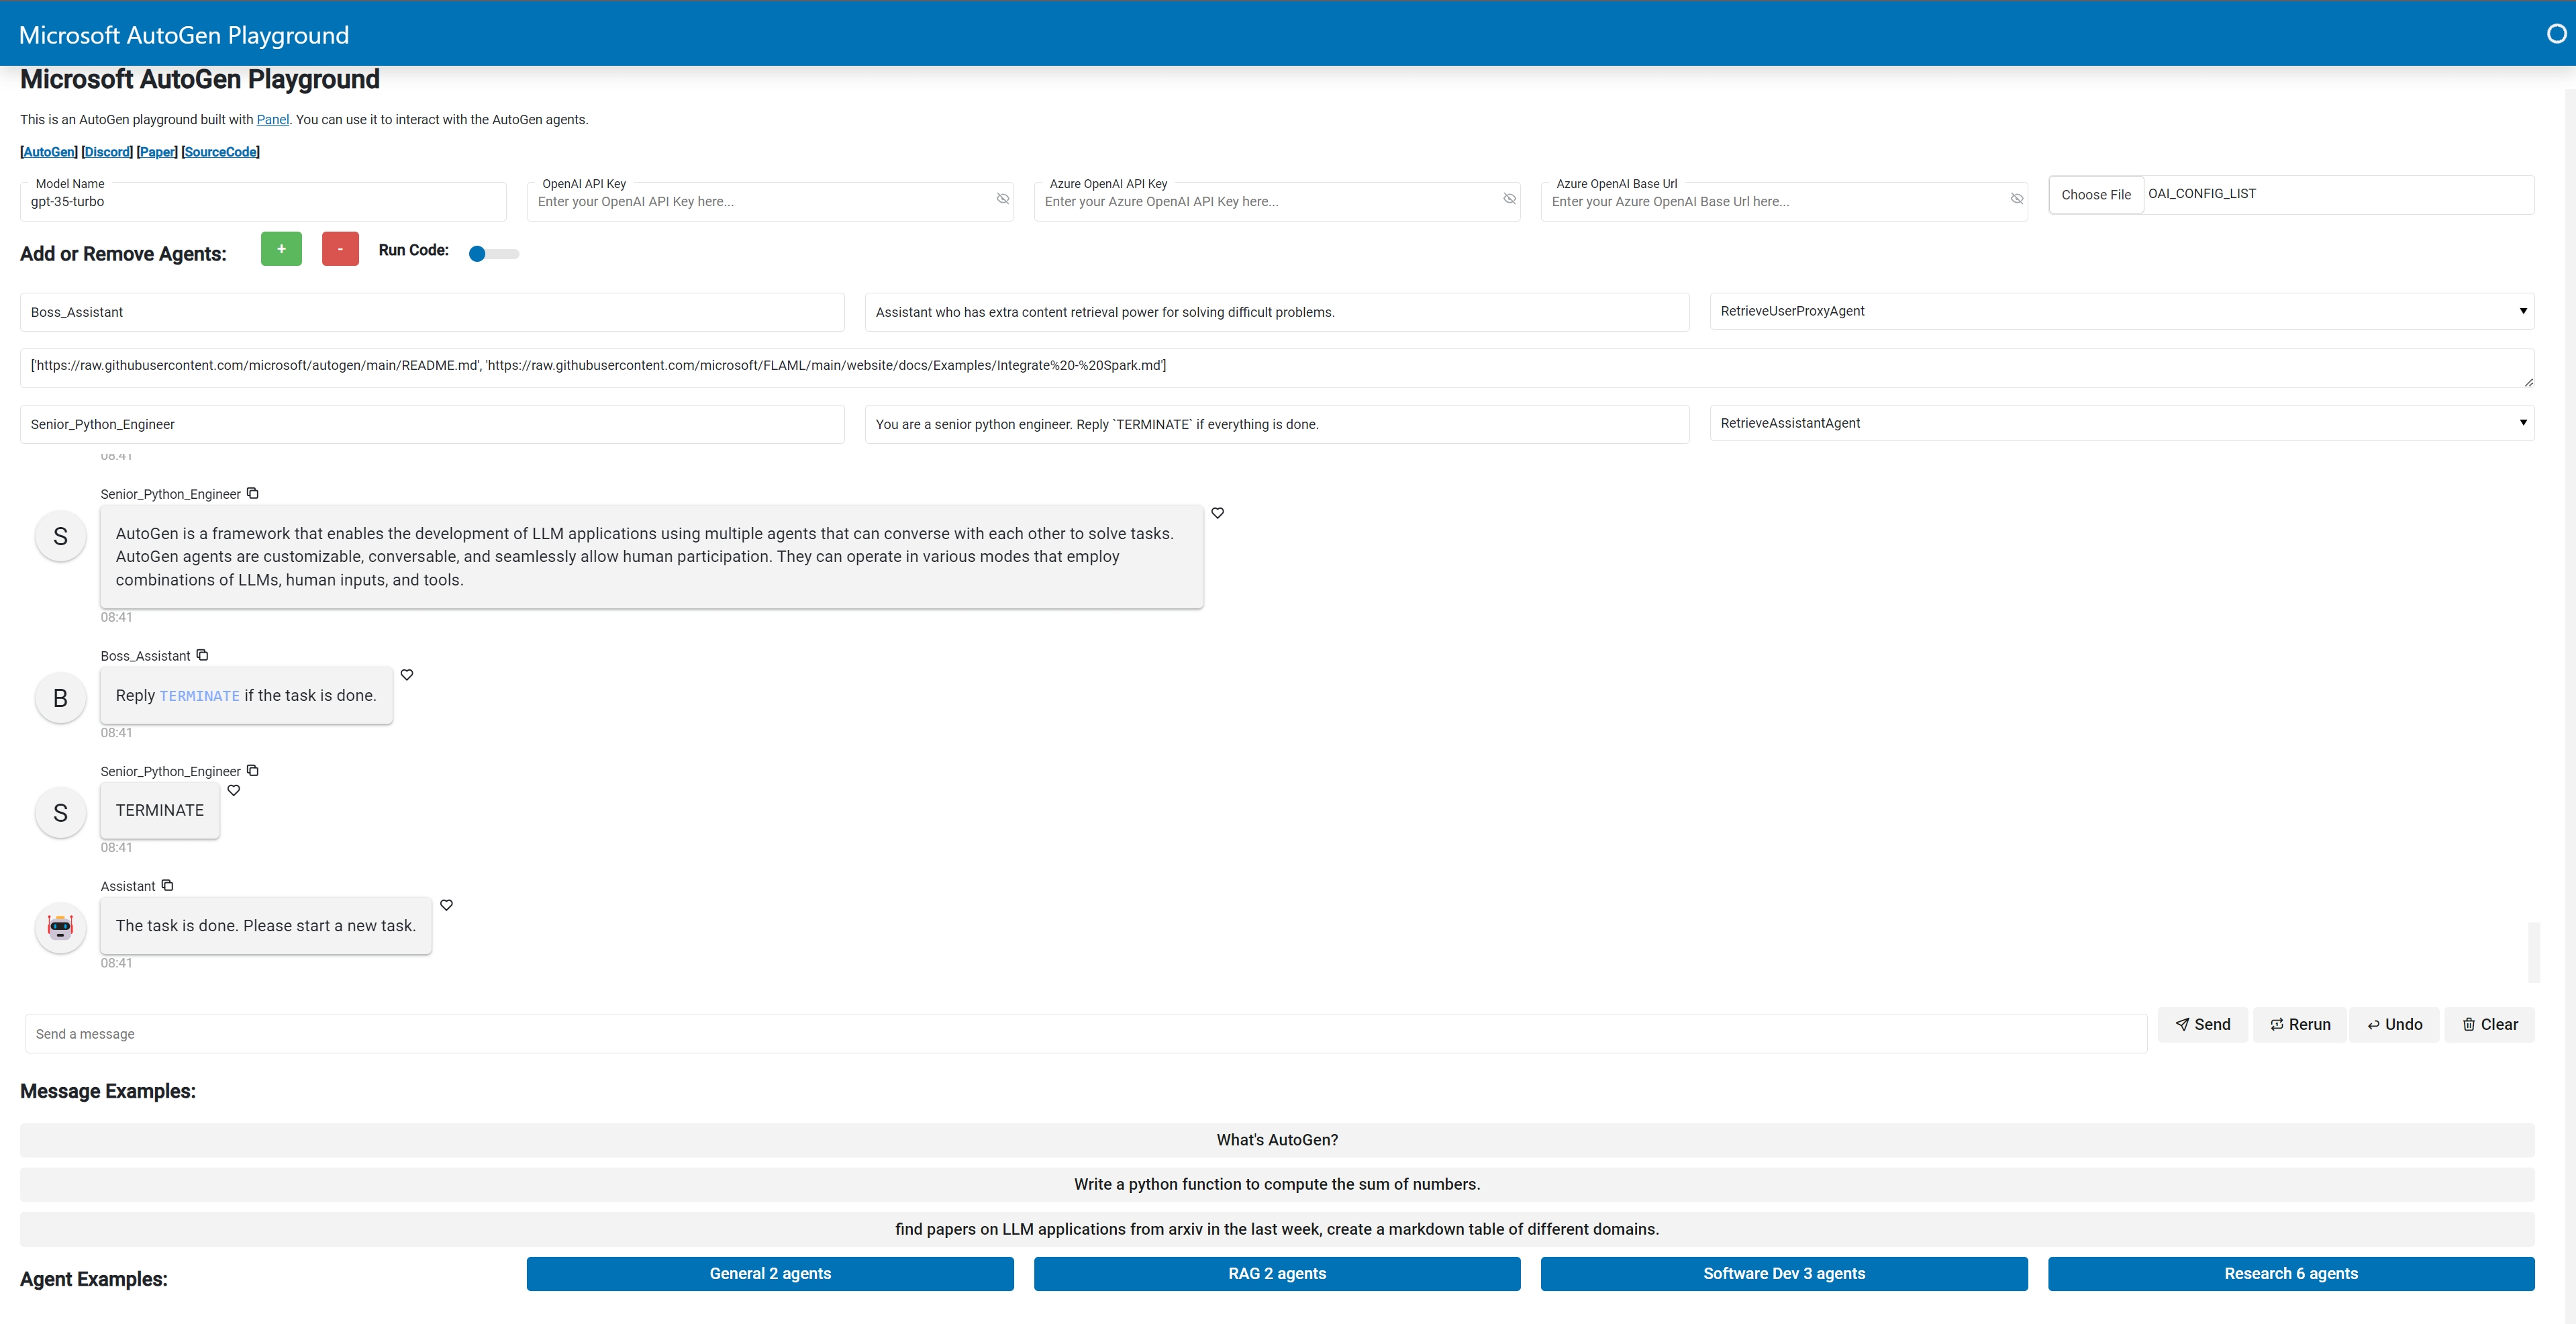 Microsoft AutoGen Playground
Microsoft AutoGen Playground
This is an AutoGen playground built with Panel. You can use it to interact with the AutoGen agents.
[AutoGen] [Discord] [Paper] [SourceCode]
Model Name
gpt-35-turbo
OpenAI API Key
Enter your OpenAI API Key here...
Azure OpenAI API Key
Enter your Azure OpenAI API Key here...
Azure OpenAI Base Url
Enter your Azure OpenAI Base Url here...
Choose File OAI_CONFIG_LIST
Add or Remove Agents: + - Run Code:
Boss_Assistant
Assistant who has extra content retrieval power for solving difficult problems.
RetrieveUserProxyAgent
['https://raw.githubusercontent.com/microsoft/autogen/main/README.md', 'https://raw.githubusercontent.com/microsoft/FLAML/main/website/docs/Examples/Integrate%20-%20Spark.md']
Senior_Python_Engineer
You are a senior python engineer. Reply `TERMINATE` if everything is done.
RetrieveAssistantAgent
08:41
Senior_Python_Engineer
S
AutoGen is a framework that enables the development of LLM applications using multiple agents that can converse with each other to solve tasks.
AutoGen agents are customizable, conversable, and seamlessly allow human participation. They can operate in various modes that employ
combinations of LLMs, human inputs, and tools.
08:41
Boss_Assistant
B
Reply TERMINATE if the task is done.
08:41
Senior_Python_Engineer
S
TERMINATE
08:41
Assistant
The task is done. Please start a new task.
08:41
Send a message
Send
Rerun
Undo
Clear
Message Examples:
What's AutoGen?
Write a python function to compute the sum of numbers.
find papers on LLM applications from arxiv in the last week, create a markdown table of different domains.
Agent Examples:
General 2 agents
RAG 2 agents
Software Dev 3 agents
Research 6 agents